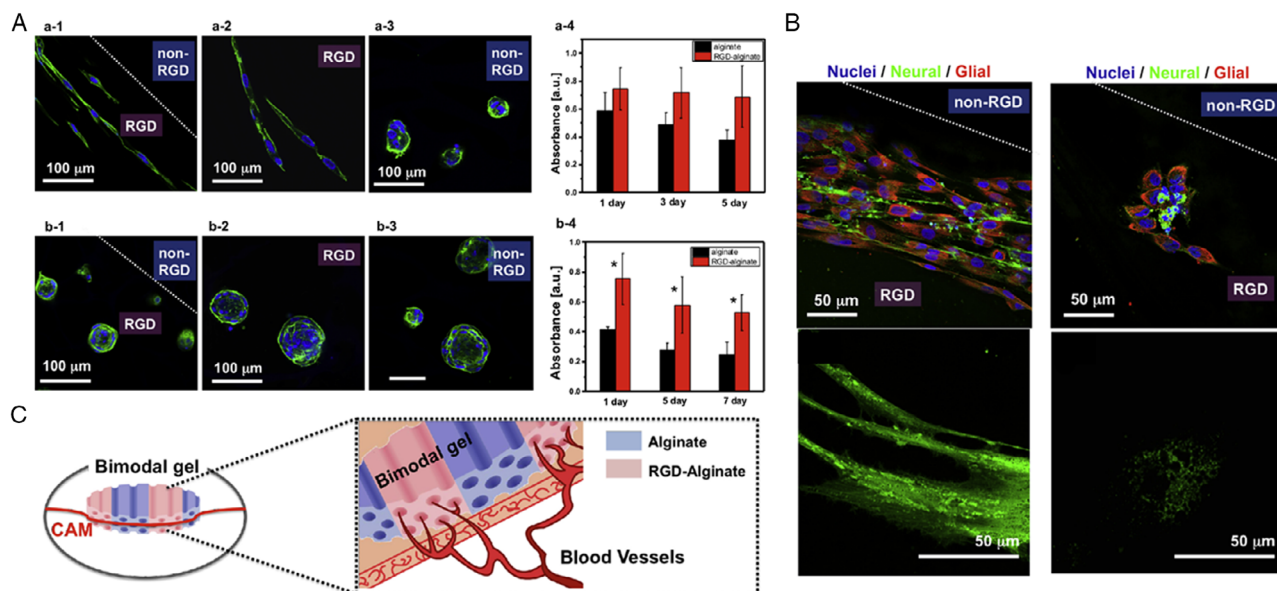 A
a-1
non-
RGD
RGD
100 μm
a-2
RGD
100 μm
a-3
non-
RGD
100 μm
a-4
alginate
RGD-alginate
Absorbance [a.u.]
1.0
0.8
0.6
0.4
0.2
0.0
1 day
3 day
5 day
b-1
non-
RGD
RGD
100 μm
b-2
RGD
100 μm
b-3
non-
RGD
b-4
alginate
RGD-alginate
Absorbance [a.u.]
1.0
0.8
0.6
0.4
0.2
0.0
*
*
*
1 day
5 day
7 day
B
Nuclei / Neural / Glial
non-RGD
RGD
50 μm
Nuclei / Neural / Glial
non-RGD
RGD
50 μm
50 μm
50 μm
C
Bimodal gel
CAM
Bimodal gel
Blood Vessels
Alginate
RGD-Alginate